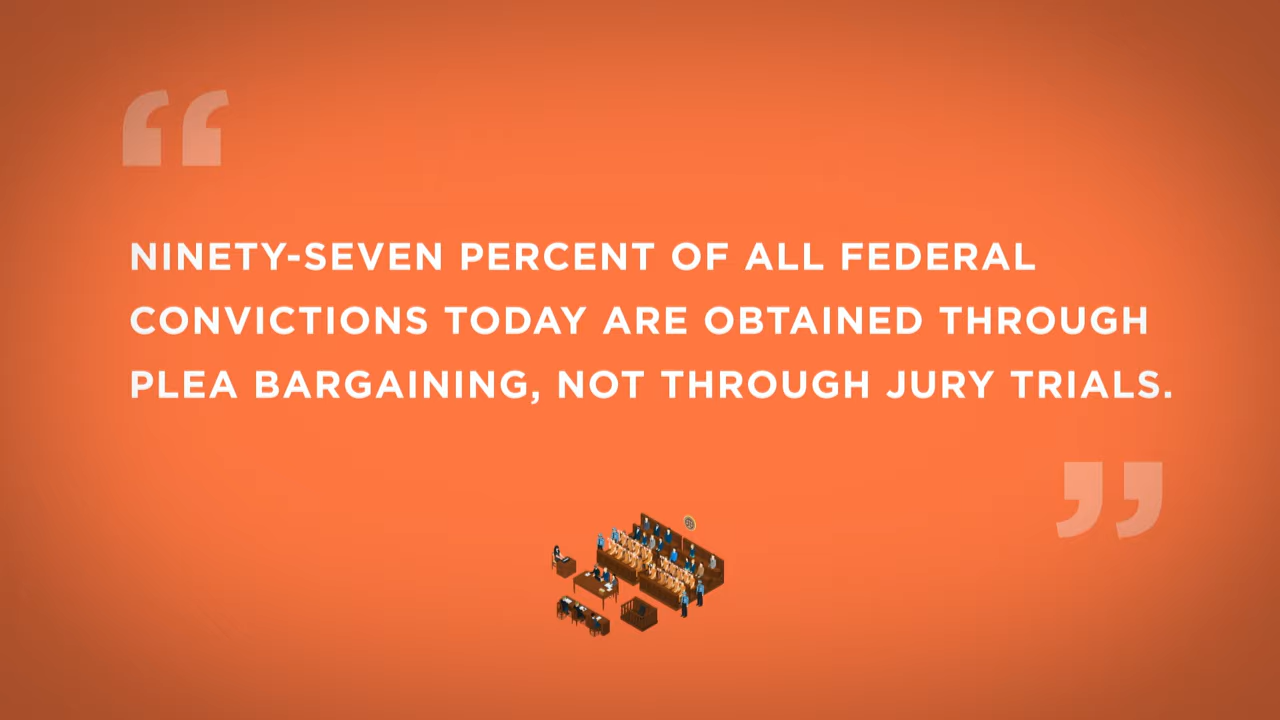 NINETY-SEVEN PERCENT OF ALL FEDERAL
CONVICTIONS TODAY ARE OBTAINED THROUGH
PLEA BARGAINING, NOT THROUGH JURY TRIALS.